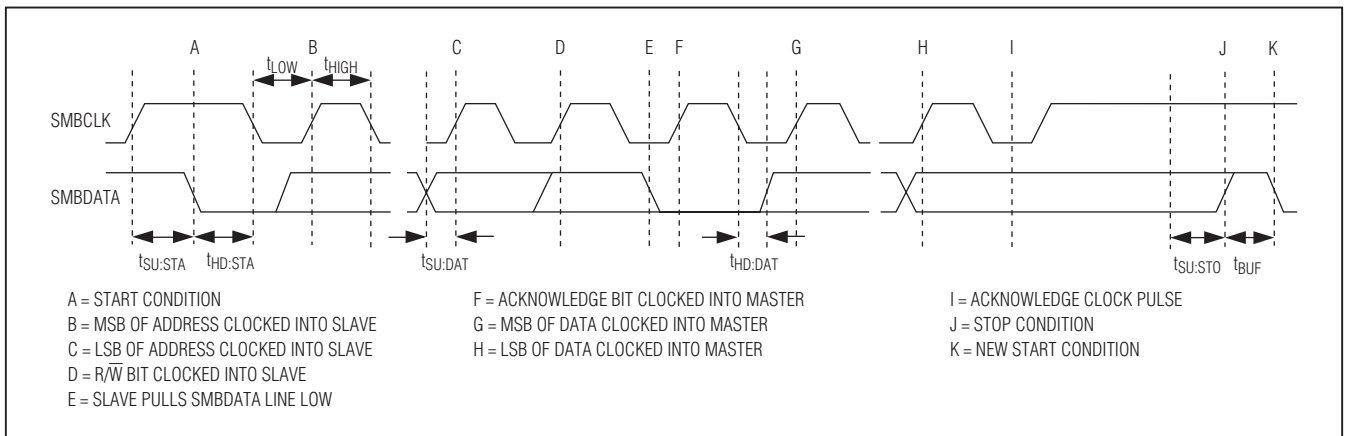 A B C D E F G H I J K
tLOW tHIGH
SMBCLK
SMBDATA
tSU:STA tHD:STA tSU:DAT tHD:DAT tSU:STO tBUF
A = START CONDITION
B = MSB OF ADDRESS CLOCKED INTO SLAVE
C = LSB OF ADDRESS CLOCKED INTO SLAVE
D = R/W̅ BIT CLOCKED INTO SLAVE
E = SLAVE PULLS SMBDATA LINE LOW
F = ACKNOWLEDGE BIT CLOCKED INTO MASTER
G = MSB OF DATA CLOCKED INTO MASTER
H = LSB OF DATA CLOCKED INTO MASTER
I = ACKNOWLEDGE CLOCK PULSE
J = STOP CONDITION
K = NEW START CONDITION